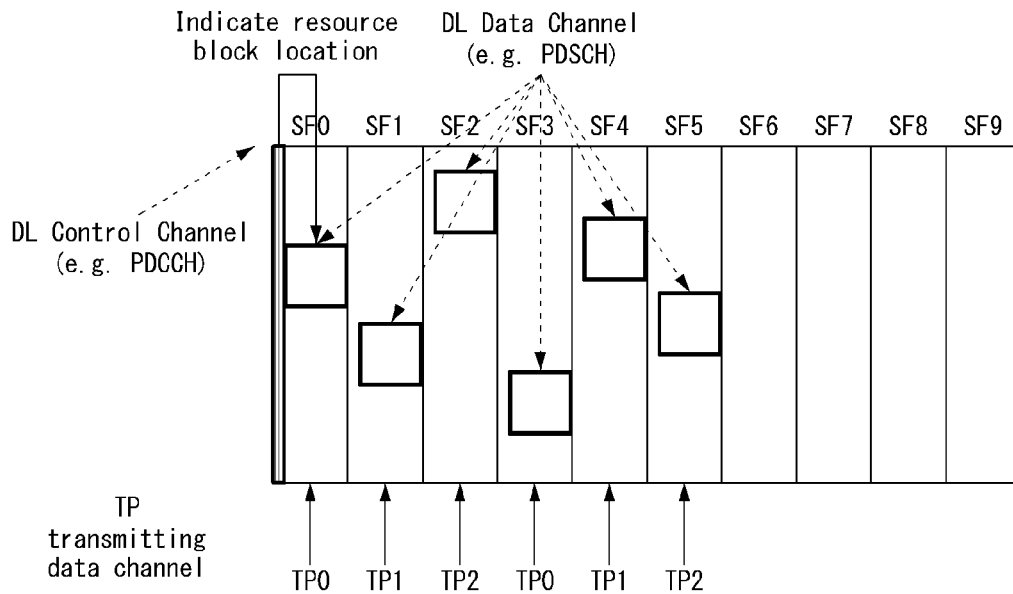 Indicate resource
block location
DL Data Channel
(e.g. PDSCH)
SF0 SF1 SF2 SF3 SF4 SF5 SF6 SF7 SF8 SF9
DL Control Channel
(e.g. PDCCH)
TP
transmitting
data channel
TP0 TP1 TP2 TP0 TP1 TP2